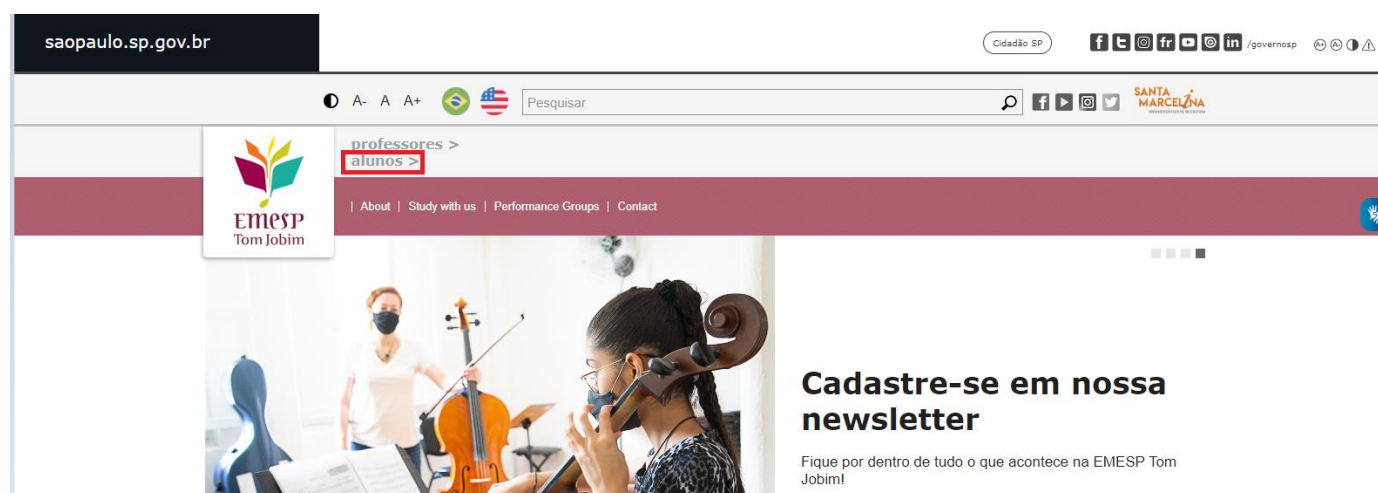 saopaulo.sp.gov.br
Cidadão SP
/governosp
A- A A+
Pesquisar
SANTA
MARCELINA
professores >
alunos >
EMESP
Tom Jobim
| About | Study with us | Performance Groups | Contact
Cadastre-se em nossa
newsletter
Fique por dentro de tudo o que acontece na EMESP Tom
Jobim!